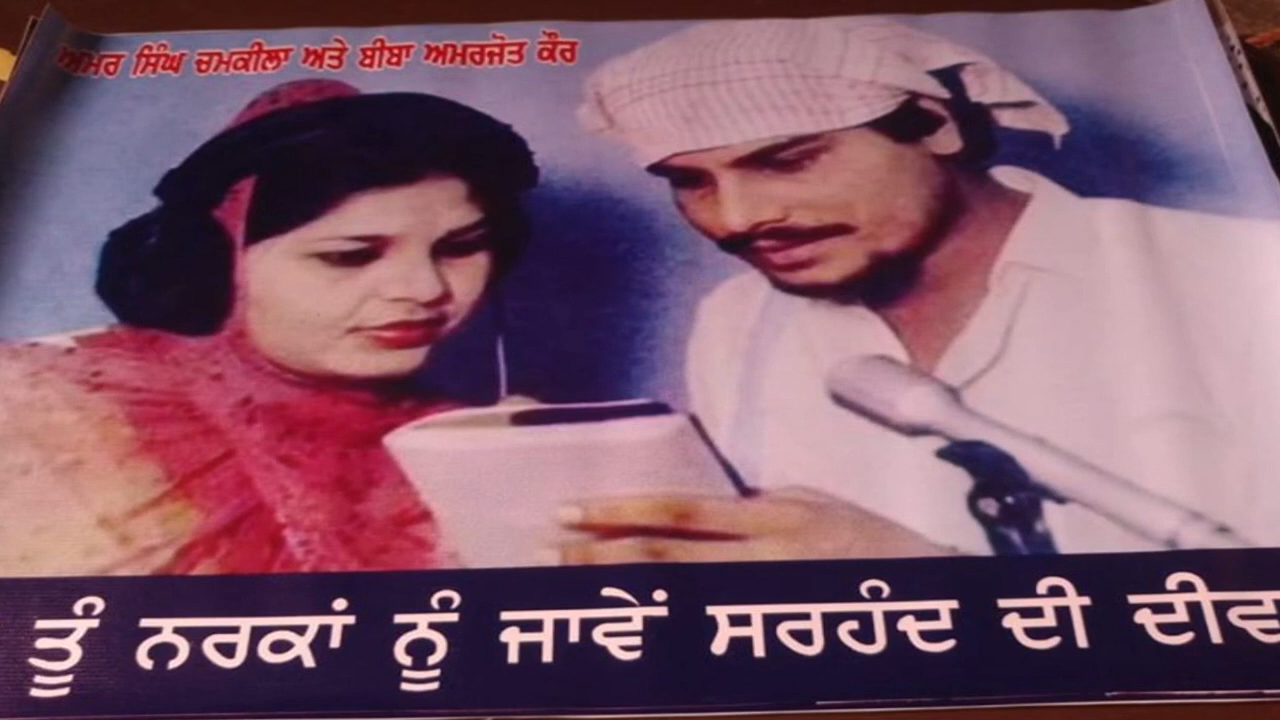 ਅਮਰ ਸਿੰਘ ਚਮਕੀਲਾ ਅਤੇ ਬੀਬਾ ਅਮਰਜੋਤ ਕੌਰ
ਤੂੰ ਨਰਕਾਂ ਨੂੰ ਜਾਵੇਂ ਸਰਹੰਦ ਦੀ